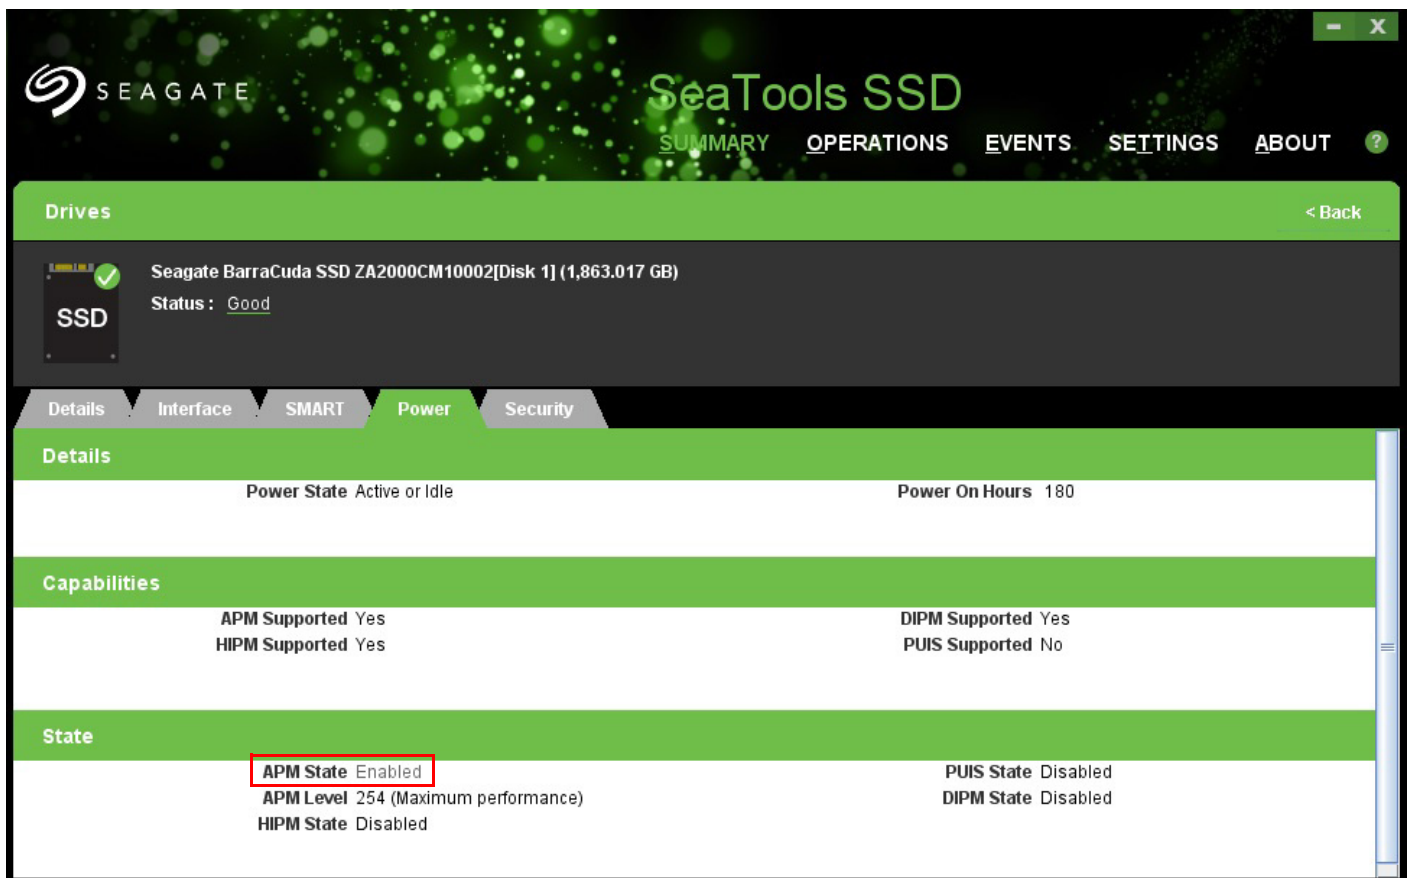 – X
SEAGATE
SeaTools SSD
SUMMARY OPERATIONS EVENTS SETTINGS ABOUT ?
Drives < Back
SSD
Seagate BarraCuda SSD ZA2000CM10002[Disk 1] (1,863.017 GB)
Status : Good
Details Interface SMART Power Security
Details
Power State Active or Idle Power On Hours 180
Capabilities
APM Supported Yes DIPM Supported Yes
HIPM Supported Yes PUIS Supported No
State
APM State Enabled PUIS State Disabled
APM Level 254 (Maximum performance) DIPM State Disabled
HIPM State Disabled